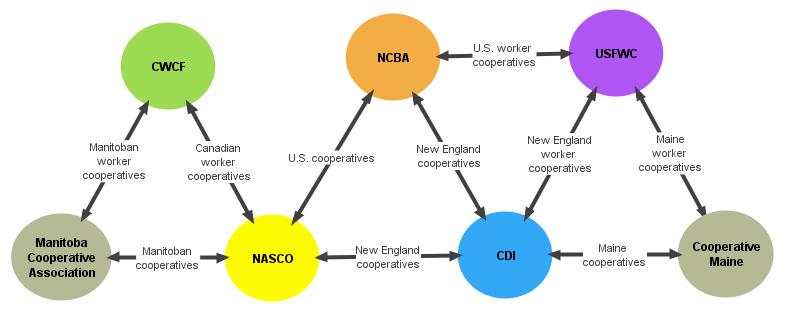 CWCF
NCBA
USFWC
U.S. worker
cooperatives
Manitoban
worker
cooperatives
Canadian
worker
cooperatives
U.S. cooperatives
New England
cooperatives
New England
worker
cooperatives
Maine
worker
cooperatives
Manitoba
Cooperative
Association
Manitoban
cooperatives
NASCO
New England
cooperatives
CDI
Maine
cooperatives
Cooperative
Maine